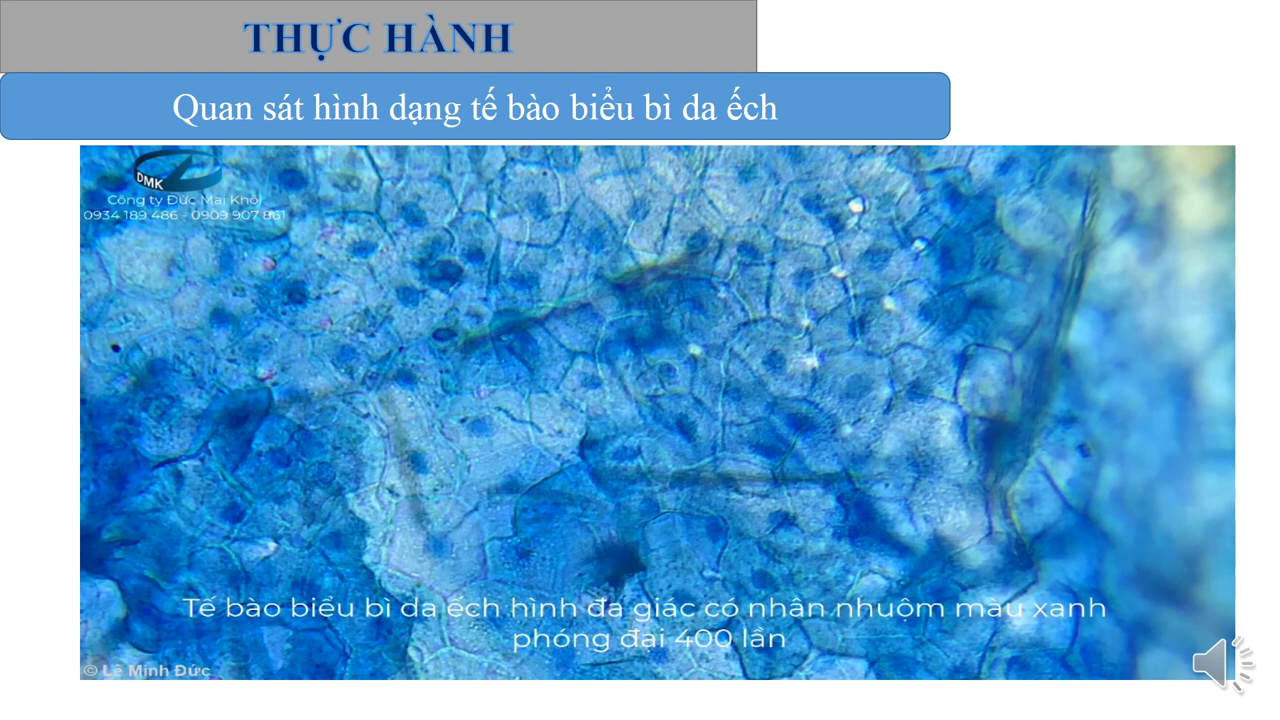 THỰC HÀNH
Quan sát hình dạng tế bào biểu bì da ếch
DMK
Công ty Đức Mai Khôi
0934 189 486 - 0909 907 861
Tế bào biểu bì da ếch hình đa giác có nhân nhuộm màu xanh
phóng đại 400 lần
© Lê Minh Đức